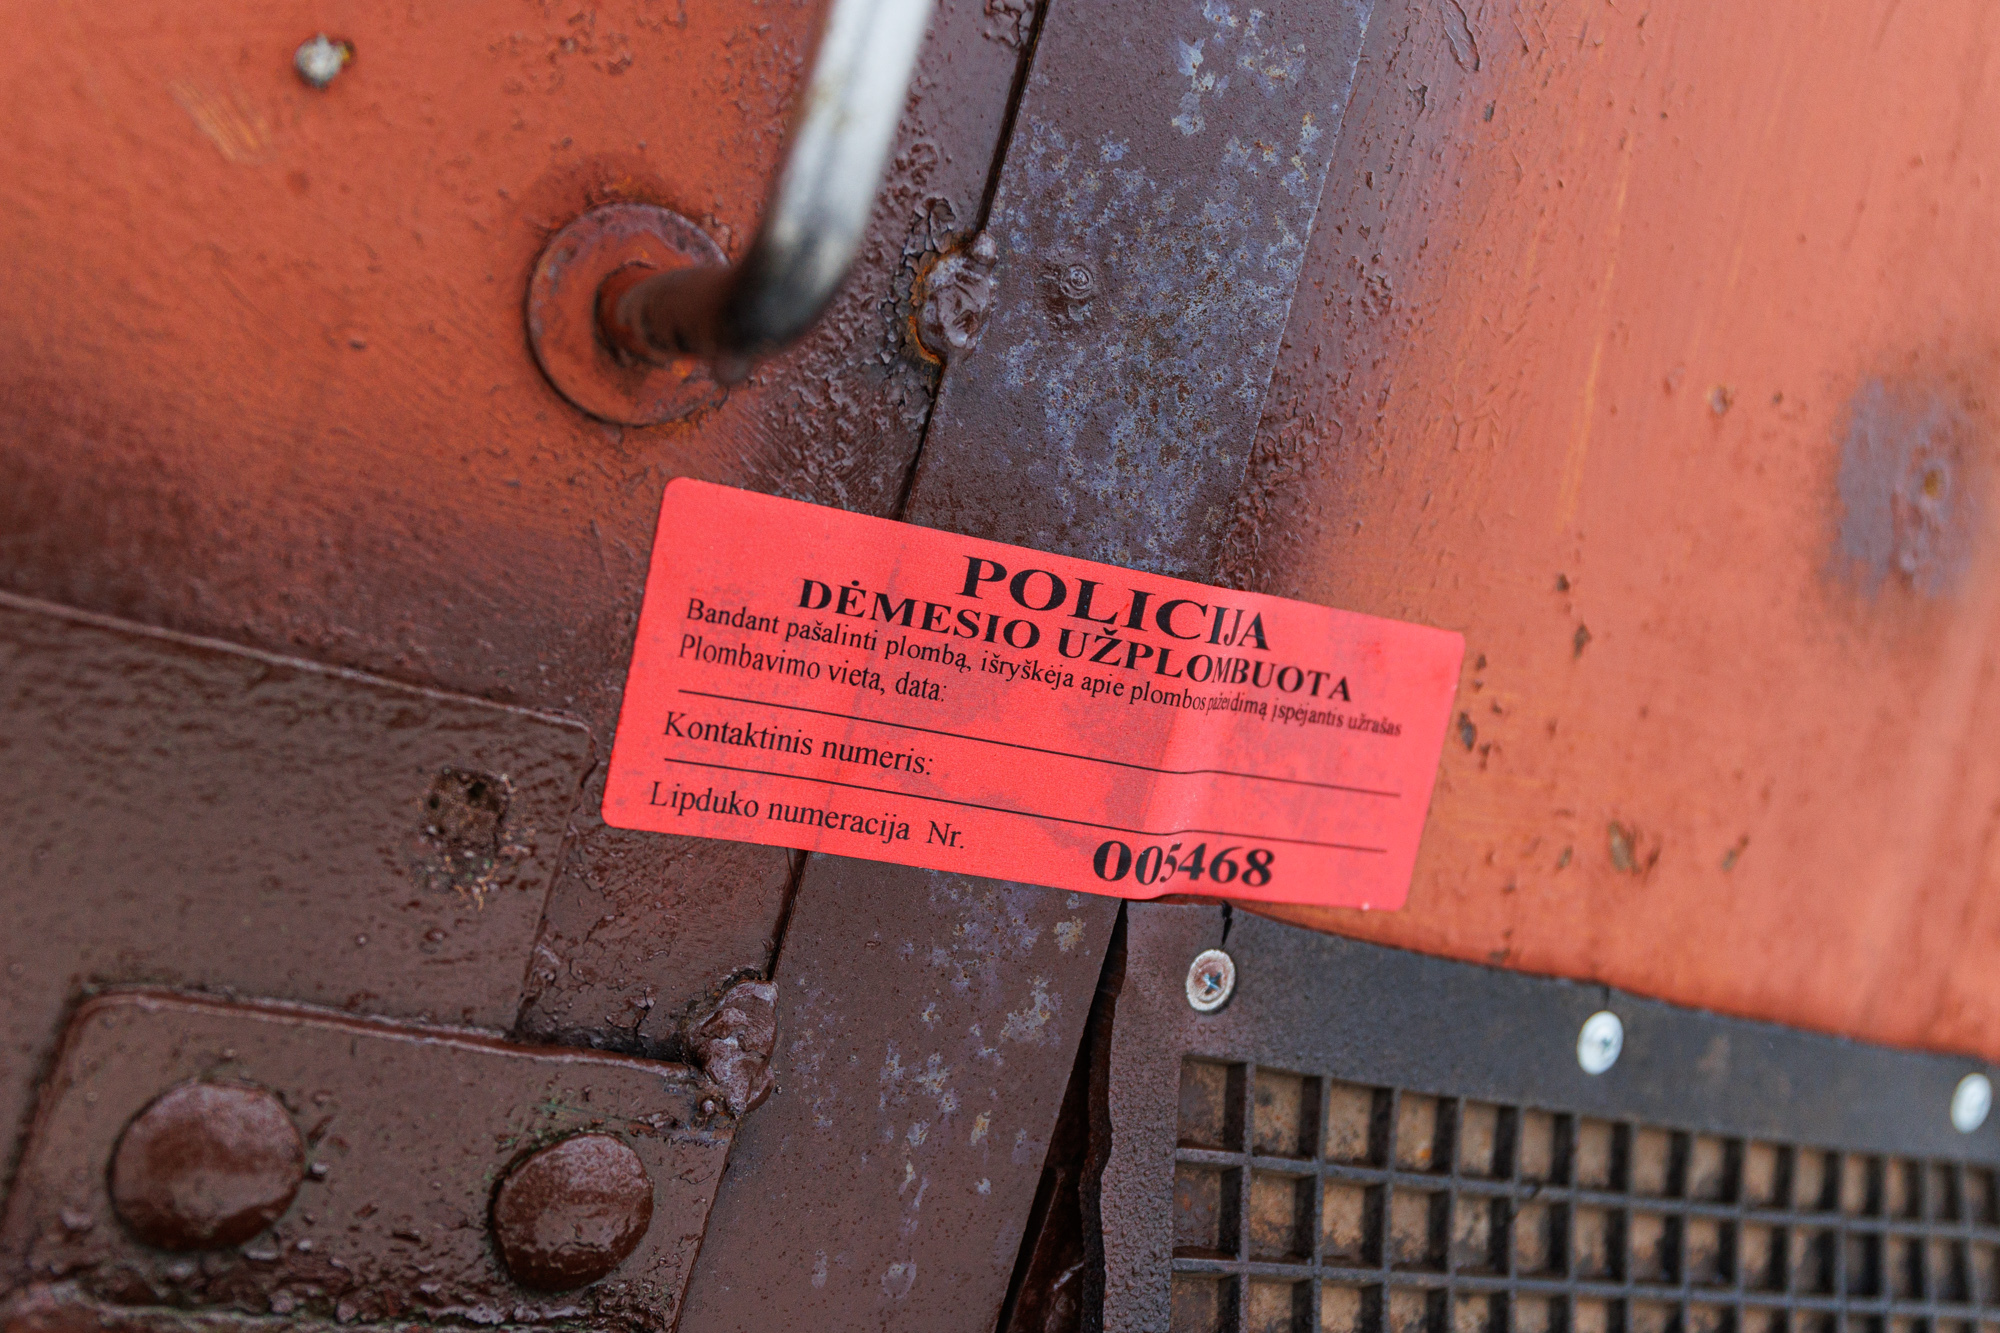 POLICIJA
DĖMESIO UŽPLOMBUOTA
Bandant pašalinti plombą, išryškėja apie plombos pažeidimą įspėjantis užrašas
Plombavimo vieta, data:
Kontaktinis numeris:
Lipduko numeracija Nr. 005468